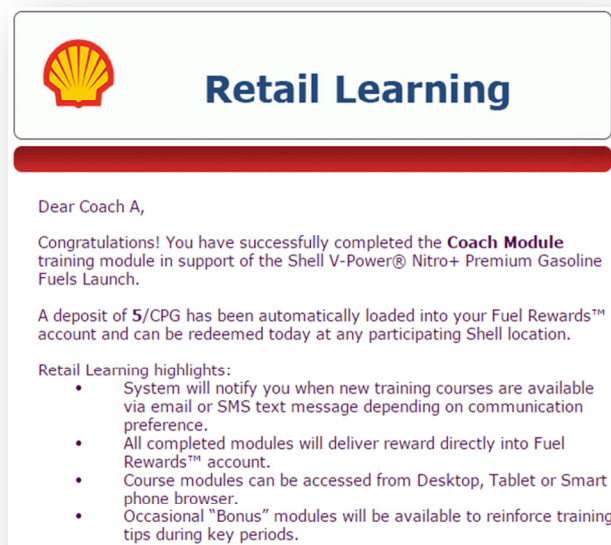 Retail Learning
Dear Coach A,
Congratulations! You have successfully completed the Coach Module
training module in support of the Shell V-Power® Nitro+ Premium Gasoline
Fuels Launch.
A deposit of 5/CPG has been automatically loaded into your Fuel Rewards™
account and can be redeemed today at any participating Shell location.
Retail Learning highlights:
• System will notify you when new training courses are available
via email or SMS text message depending on communication
preference.
• All completed modules will deliver reward directly into Fuel
Rewards™ account.
• Course modules can be accessed from Desktop, Tablet or Smart
phone browser.
• Occasional “Bonus” modules will be available to reinforce training
tips during key periods.